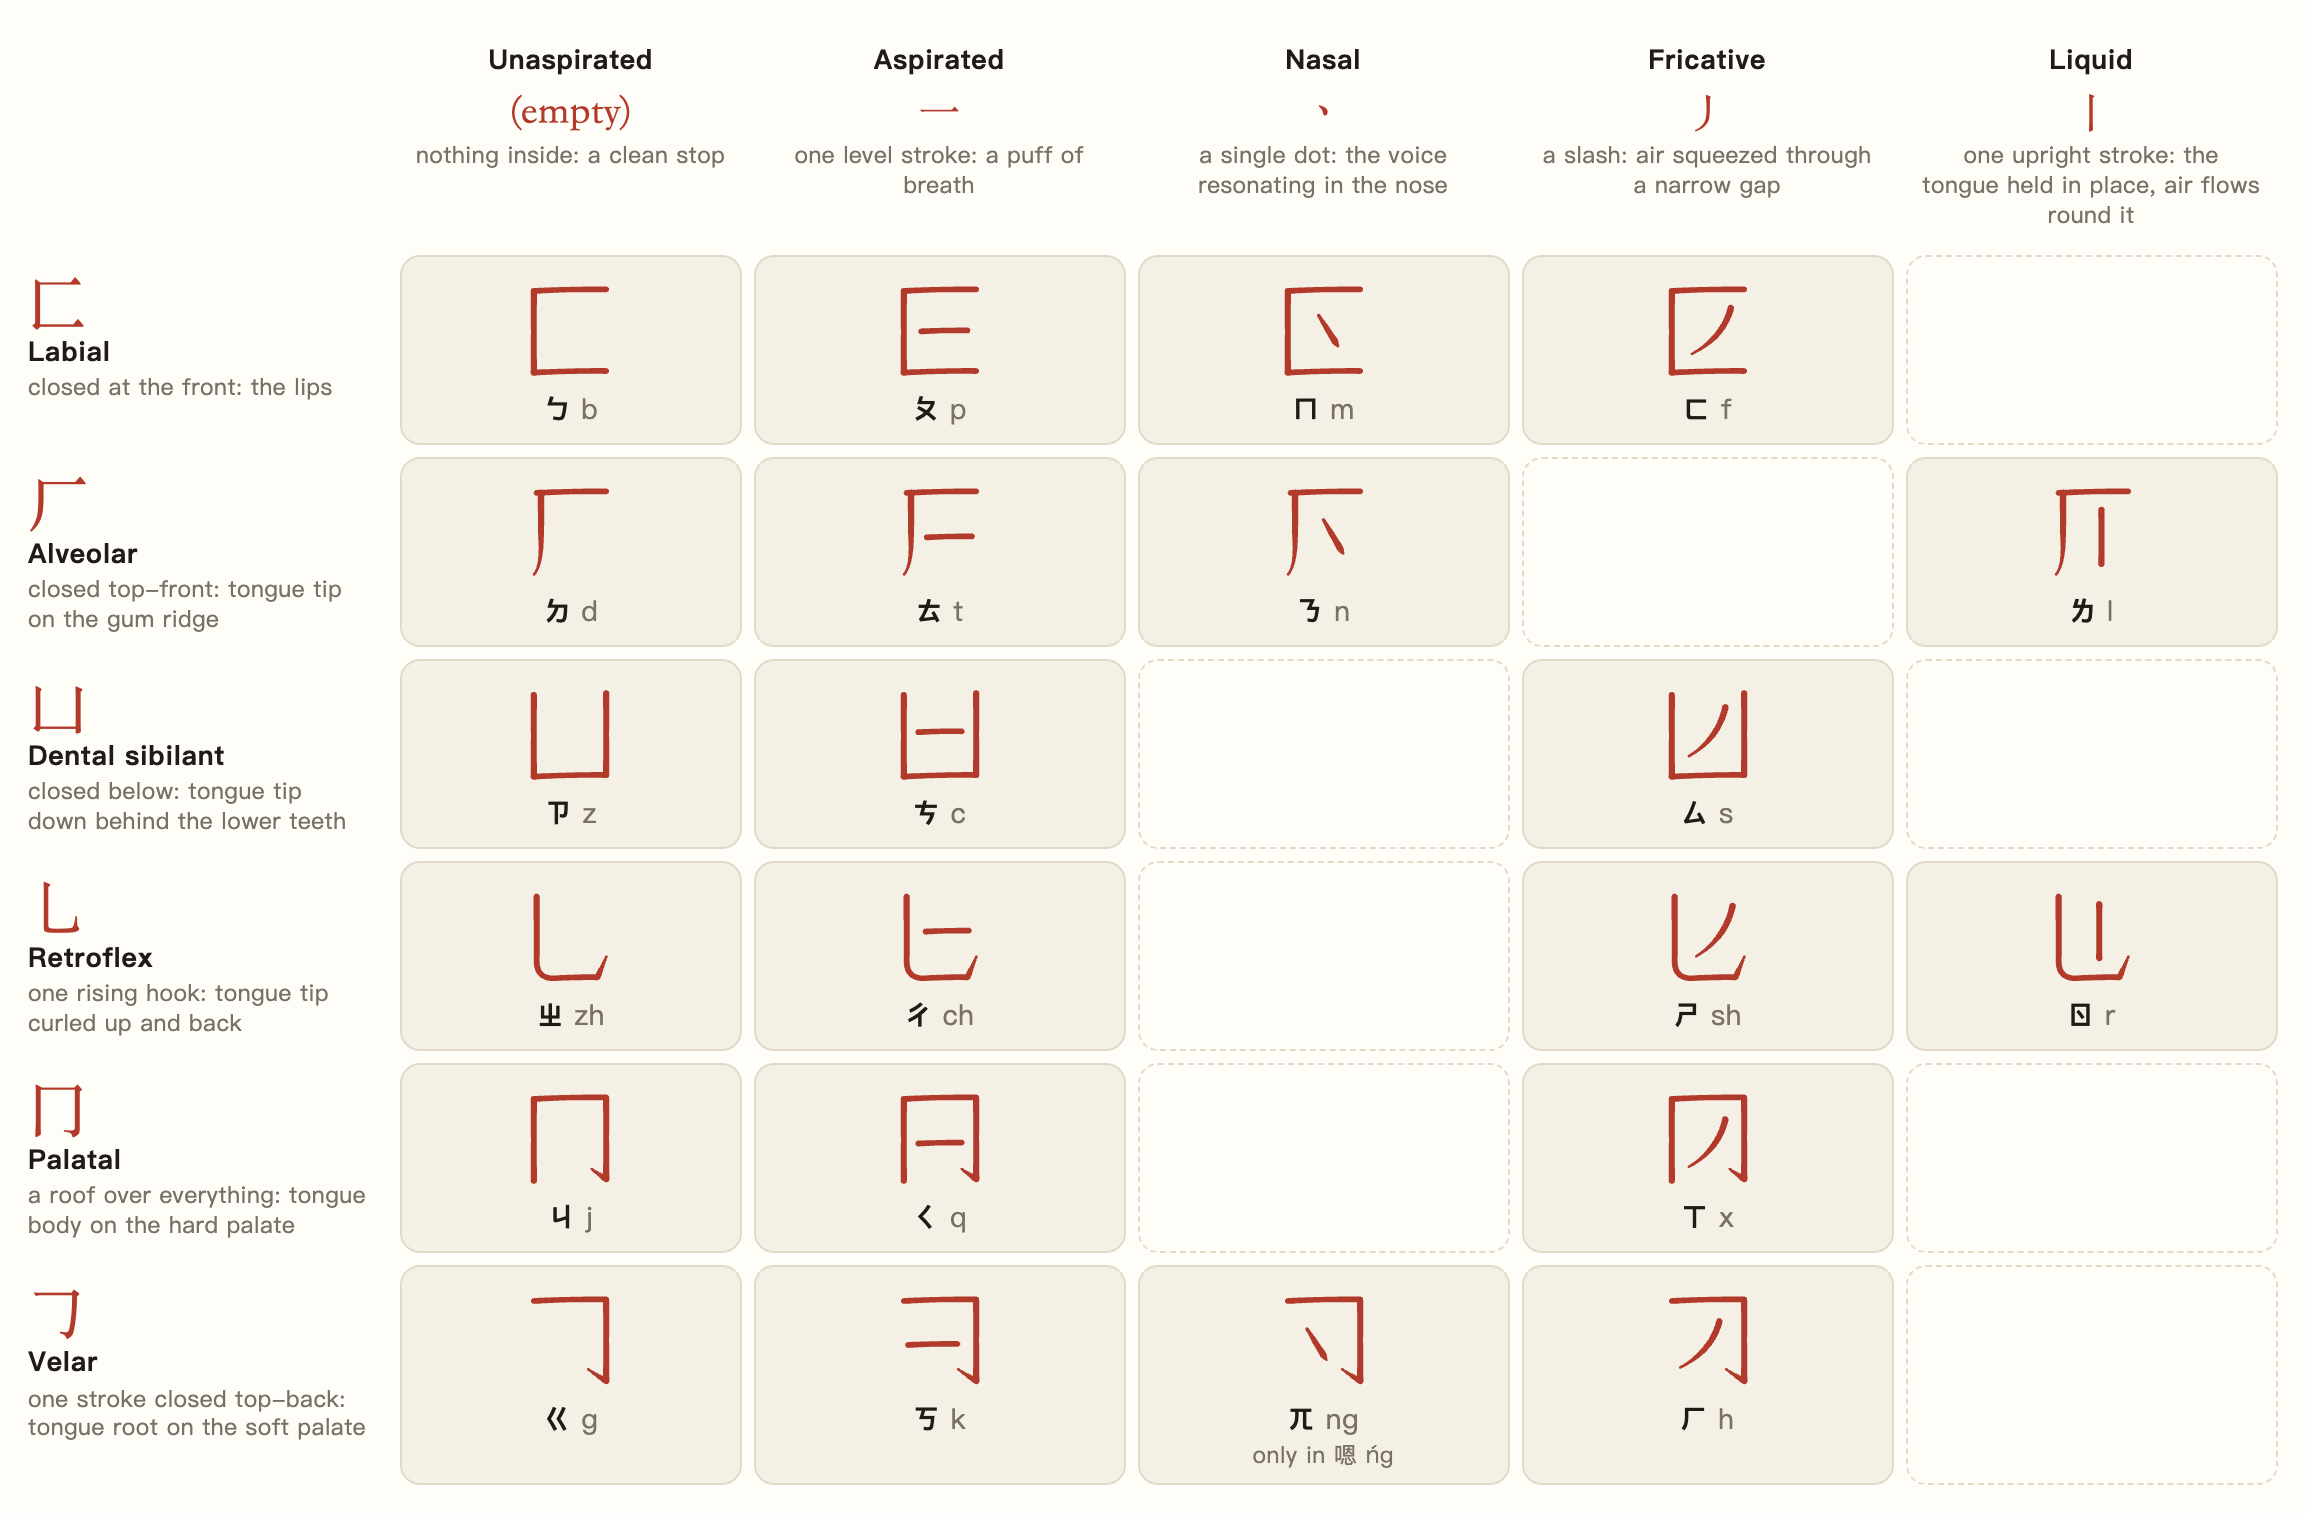 Unaspirated Aspirated Nasal Fricative Liquid
(empty) 一 丶 丿 丨
nothing inside: a clean stop
one level stroke: a puff of
breath
a single dot: the voice
resonating in the nose
a slash: air squeezed through
a narrow gap
one upright stroke: the
tongue held in place, air flows
round it
匚
Labial
closed at the front: the lips
ㄅ b
ㄆ p
ㄇ m
ㄈ f
厂
Alveolar
closed top-front: tongue tip
on the gum ridge
ㄉ d
ㄊ t
ㄋ n
ㄌ l
凵
Dental sibilant
closed below: tongue tip
down behind the lower teeth
ㄗ z
ㄘ c
ㄙ s
乚
Retroflex
one rising hook: tongue tip
curled up and back
ㄓ zh
ㄔ ch
ㄕ sh
ㄖ r
冂
Palatal
a roof over everything: tongue
body on the hard palate
ㄐ j
ㄑ q
ㄒ x
𠃌
Velar
one stroke closed top-back:
tongue root on the soft palate
ㄍ g
ㄎ k
ㄫ ng
only in 嗯 ńg
ㄏ h